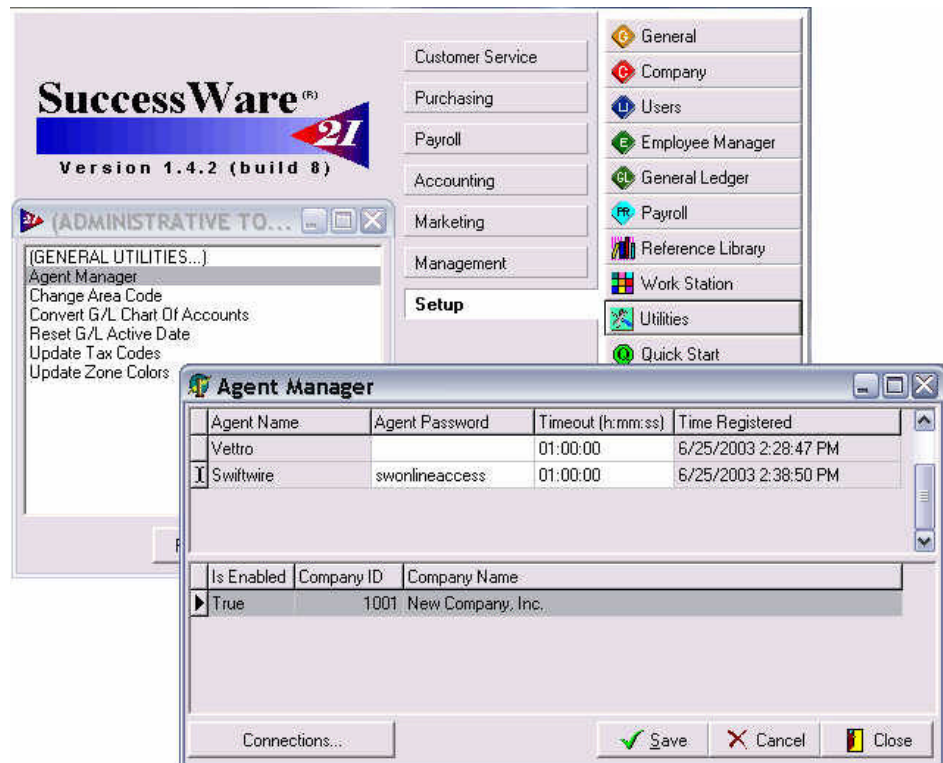 SuccessWare (R)
21
Version 1.4.2 (build 8)
Customer Service
Purchasing
Payroll
Accounting
Marketing
Management
Setup
G General
C Company
U Users
E Employee Manager
GL General Ledger
PR Payroll
Reference Library
Work Station
Utilities
Q Quick Start
21 (ADMINISTRATIVE TO...
(GENERAL UTILITIES...)
Agent Manager
Change Area Code
Convert G/L Chart Of Accounts
Reset G/L Active Date
Update Tax Codes
Update Zone Colors
Agent Manager
Agent Name Agent Password Timeout (h:mm:ss) Time Registered
Vettro 01:00:00 6/25/2003 2:28:47 PM
Swiftwire swonlineaccess 01:00:00 6/25/2003 2:38:50 PM
Is Enabled Company ID Company Name
True 1001 New Company, Inc.
Connections... Save Cancel Close